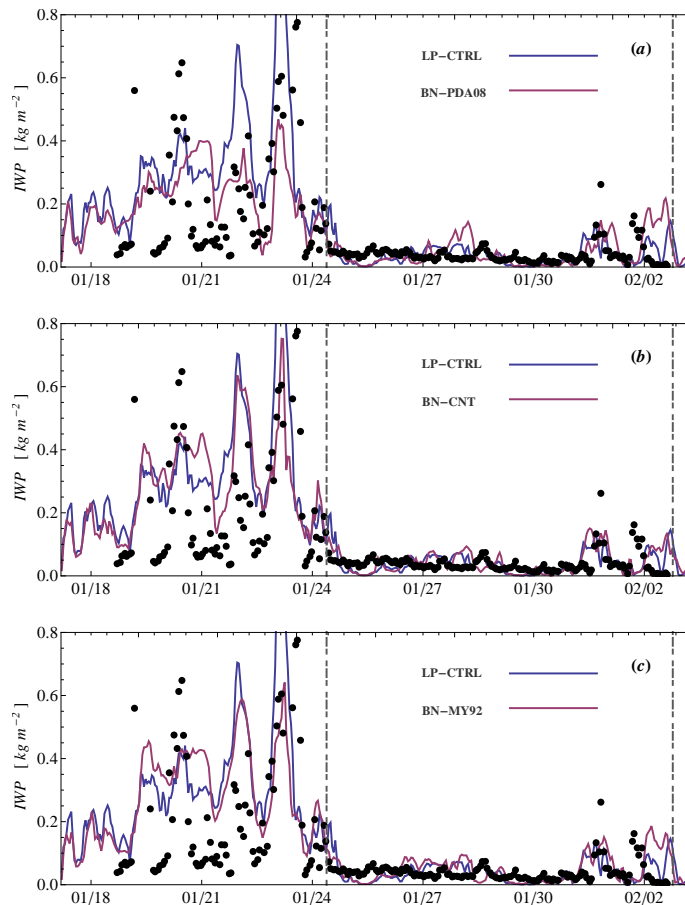 (a)
LP−CTRL
BN−PDA08
IWP [ kg m−2 ]
0.8
0.6
0.4
0.2
0.0
01/18 01/21 01/24 01/27 01/30 02/02
(b)
LP−CTRL
BN−CNT
IWP [ kg m−2 ]
0.8
0.6
0.4
0.2
0.0
01/18 01/21 01/24 01/27 01/30 02/02
(c)
LP−CTRL
BN−MY92
IWP [ kg m−2 ]
0.8
0.6
0.4
0.2
0.0
01/18 01/21 01/24 01/27 01/30 02/02